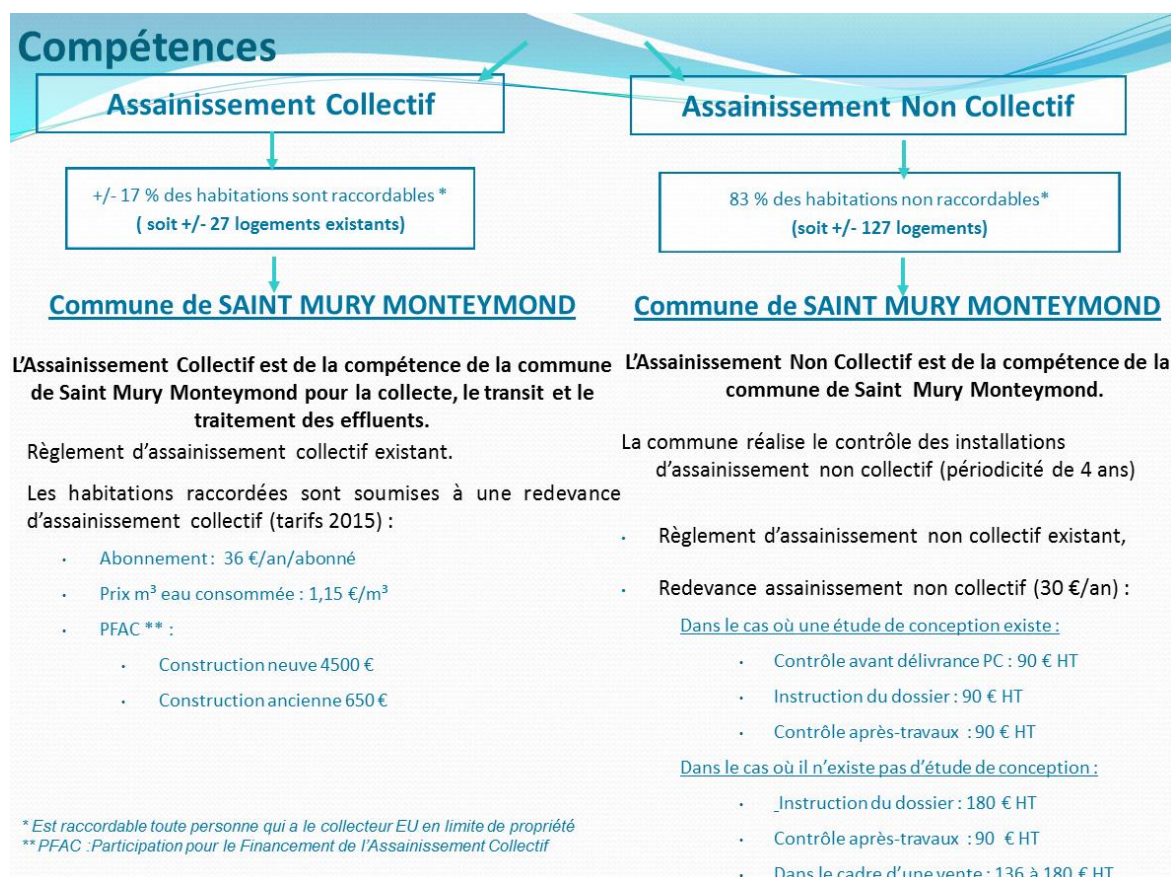 Compétences
Assainissement Collectif
+/- 17 % des habitations sont raccordables *
( soit +/- 27 logements existants)
Commune de SAINT MURY MONTEYMOND
L’Assainissement Collectif est de la compétence de la commune
de Saint Mury Monteymond pour la collecte, le transit et le
traitement des effluents.
Règlement d’assainissement collectif existant.
Les habitations raccordées sont soumises à une redevance
d’assainissement collectif (tarifs 2015) :
· Abonnement : 36 €/an/abonné
· Prix m³ eau consommée : 1,15 €/m³
· PFAC ** :
· Construction neuve 4500 €
· Construction ancienne 650 €
* Est raccordable toute personne qui a le collecteur EU en limite de propriété
** PFAC :Participation pour le Financement de l’Assainissement Collectif
Assainissement Non Collectif
83 % des habitations non raccordables*
(soit +/- 127 logements)
Commune de SAINT MURY MONTEYMOND
L’Assainissement Non Collectif est de la compétence de la
commune de Saint Mury Monteymond.
La commune réalise le contrôle des installations
d’assainissement non collectif (périodicité de 4 ans)
· Règlement d’assainissement non collectif existant,
· Redevance assainissement non collectif (30 €/an) :
Dans le cas où une étude de conception existe :
· Contrôle avant délivrance PC : 90 € HT
· Instruction du dossier : 90 € HT
· Contrôle après-travaux : 90 € HT
Dans le cas où il n’existe pas d’étude de conception :
· Instruction du dossier : 180 € HT
· Contrôle après-travaux : 90 € HT
· Dans le cadre d’une vente : 136 à 180 € HT